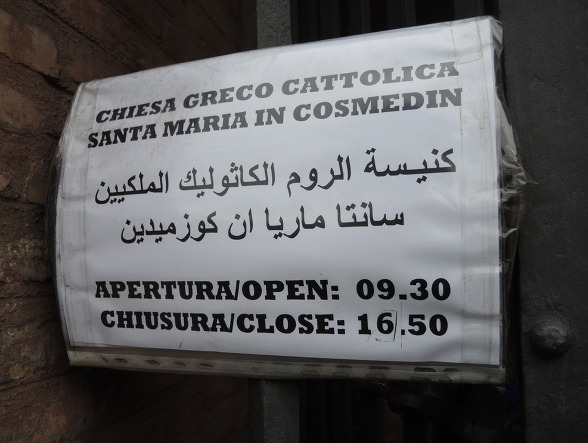 CHIESA GRECO CATTOLICA
SANTA MARIA IN COSMEDIN
كنيسة الروم الكاثوليك الملكيين
سانتا ماريا ان كوزميدين
APERTURA/OPEN: 09.30
CHIUSURA/CLOSE: 16.50